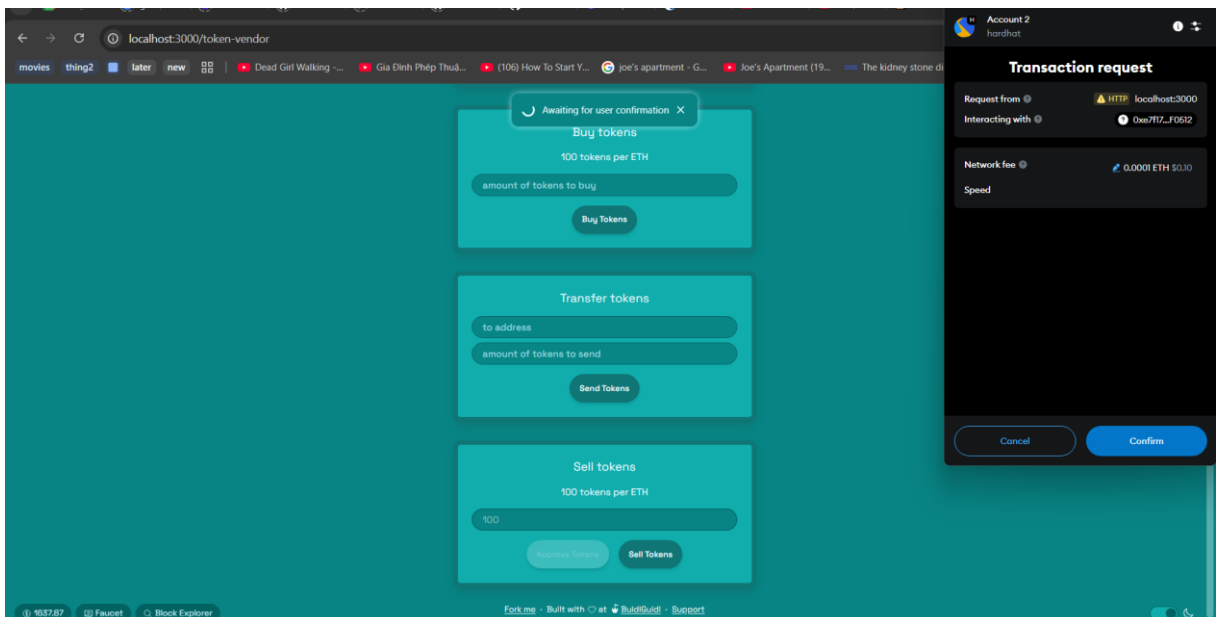 localhost:3000/token-vendor
movies thing2 later new Dead Girl Walking -... Gia Đình Phép Thuậ... (106) How To Start Y... joe's apartment - G... Joe's Apartment (19... The kidney stone di
Awaiting for user confirmation
Buy tokens
100 tokens per ETH
amount of tokens to buy
Buy Tokens
Transfer tokens
to address
amount of tokens to send
Send Tokens
Sell tokens
100 tokens per ETH
100
Approve Tokens Sell Tokens
1637.87 Faucet Block Explorer
Fork me · Built with at BuidlGuidl · Support
H Account 2
hardhat
Transaction request
Request from HTTP localhost:3000
Interacting with 0xe7f17...F0512
Network fee 0.0001 ETH $0.10
Speed
Cancel Confirm